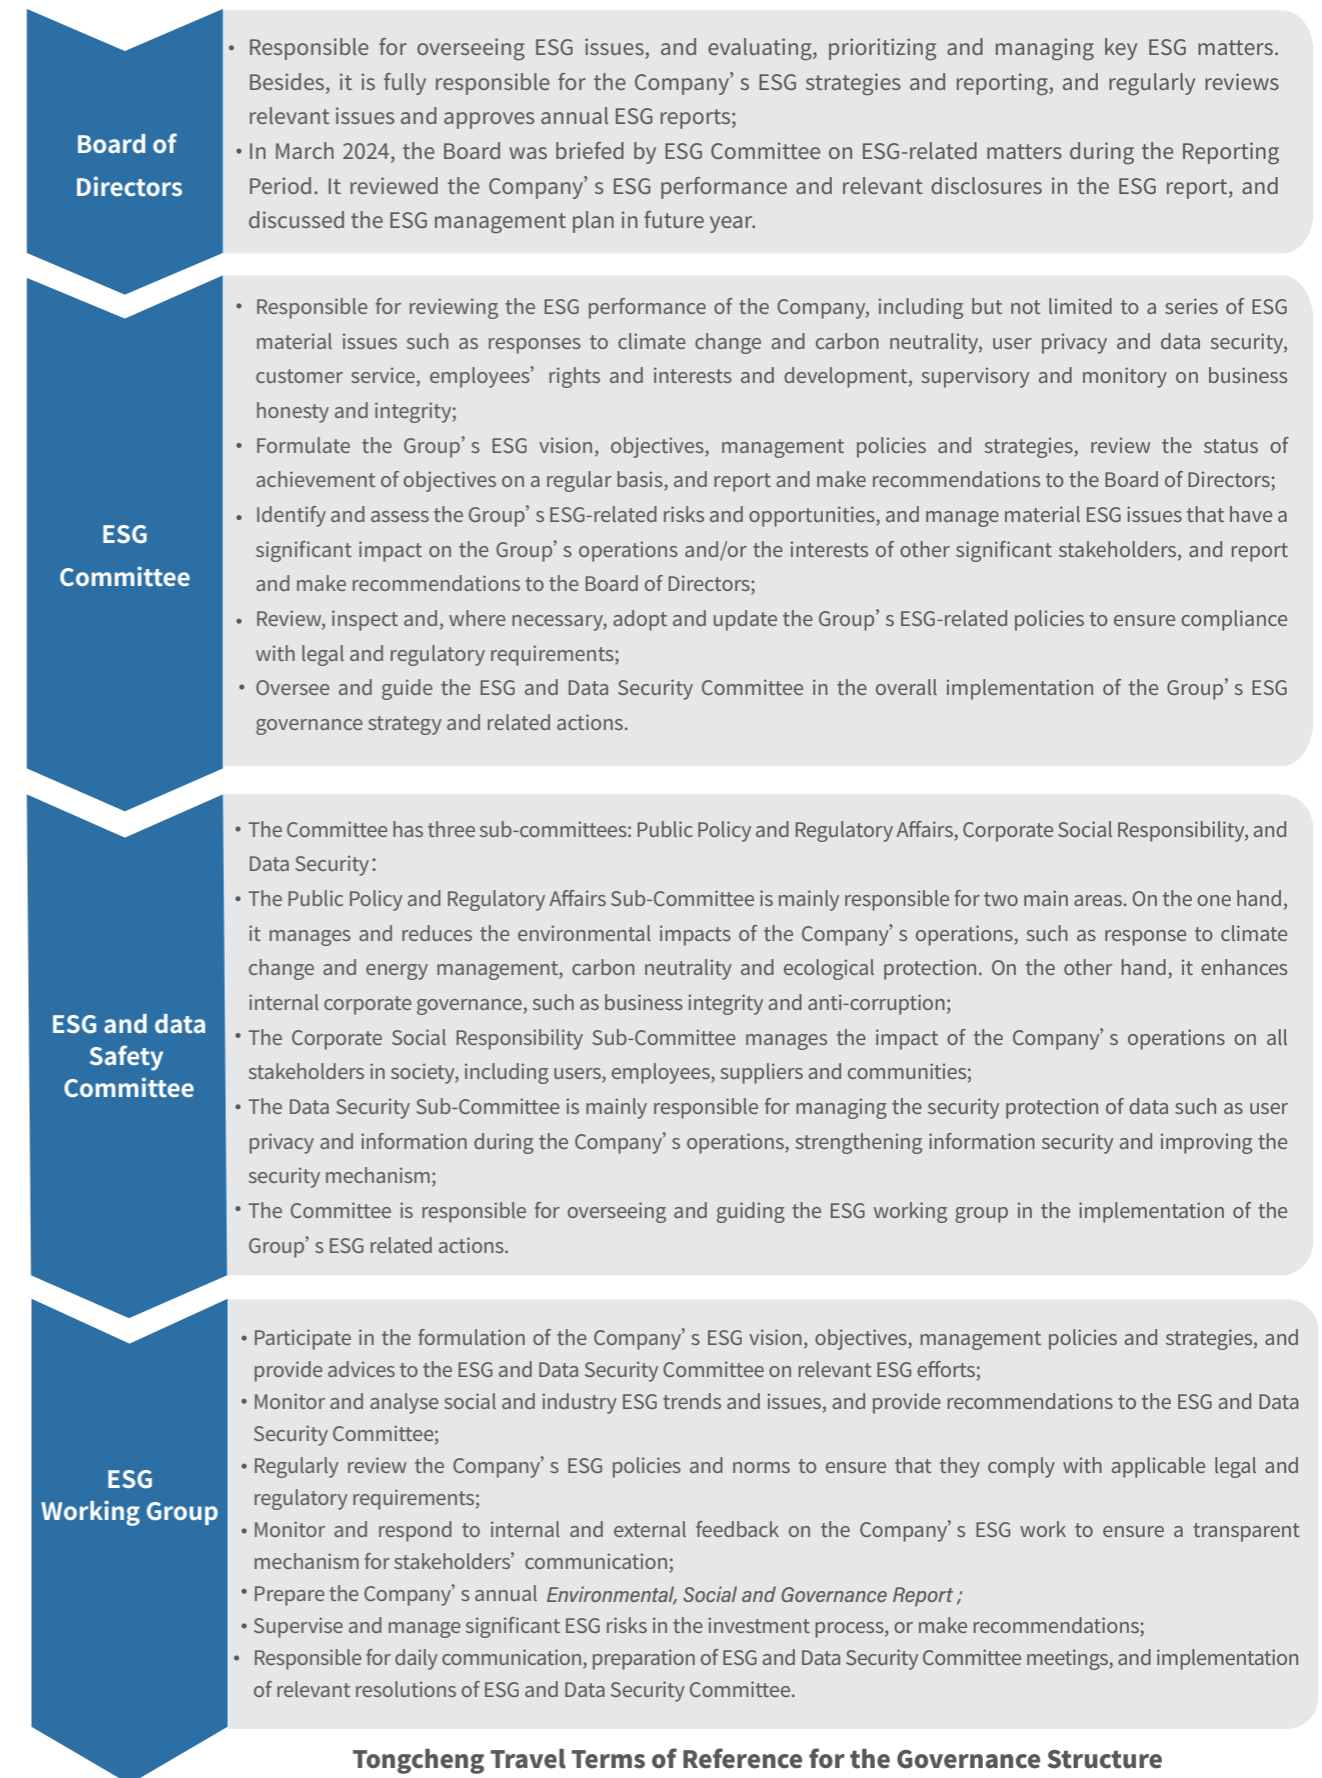 Board of
Directors
• Responsible for overseeing ESG issues, and evaluating, prioritizing and managing key ESG matters.
Besides, it is fully responsible for the Company’s ESG strategies and reporting, and regularly reviews
relevant issues and approves annual ESG reports;
• In March 2024, the Board was briefed by ESG Committee on ESG-related matters during the Reporting
Period. It reviewed the Company’s ESG performance and relevant disclosures in the ESG report, and
discussed the ESG management plan in future year.
ESG
Committee
• Responsible for reviewing the ESG performance of the Company, including but not limited to a series of ESG
material issues such as responses to climate change and carbon neutrality, user privacy and data security,
customer service, employees’ rights and interests and development, supervisory and monitory on business
honesty and integrity;
• Formulate the Group’s ESG vision, objectives, management policies and strategies, review the status of
achievement of objectives on a regular basis, and report and make recommendations to the Board of Directors;
• Identify and assess the Group’s ESG-related risks and opportunities, and manage material ESG issues that have a
significant impact on the Group’s operations and/or the interests of other significant stakeholders, and report
and make recommendations to the Board of Directors;
• Review, inspect and, where necessary, adopt and update the Group’s ESG-related policies to ensure compliance
with legal and regulatory requirements;
• Oversee and guide the ESG and Data Security Committee in the overall implementation of the Group’s ESG
governance strategy and related actions.
ESG and data
Safety
Committee
• The Committee has three sub-committees: Public Policy and Regulatory Affairs, Corporate Social Responsibility, and
Data Security:
• The Public Policy and Regulatory Affairs Sub-Committee is mainly responsible for two main areas. On the one hand,
it manages and reduces the environmental impacts of the Company’s operations, such as response to climate
change and energy management, carbon neutrality and ecological protection. On the other hand, it enhances
internal corporate governance, such as business integrity and anti-corruption;
• The Corporate Social Responsibility Sub-Committee manages the impact of the Company’s operations on all
stakeholders in society, including users, employees, suppliers and communities;
• The Data Security Sub-Committee is mainly responsible for managing the security protection of data such as user
privacy and information during the Company’s operations, strengthening information security and improving the
security mechanism;
• The Committee is responsible for overseeing and guiding the ESG working group in the implementation of the
Group’s ESG related actions.
ESG
Working Group
• Participate in the formulation of the Company’s ESG vision, objectives, management policies and strategies, and
provide advices to the ESG and Data Security Committee on relevant ESG efforts;
• Monitor and analyse social and industry ESG trends and issues, and provide recommendations to the ESG and Data
Security Committee;
• Regularly review the Company’s ESG policies and norms to ensure that they comply with applicable legal and
regulatory requirements;
• Monitor and respond to internal and external feedback on the Company’s ESG work to ensure a transparent
mechanism for stakeholders’ communication;
• Prepare the Company’s annual Environmental, Social and Governance Report ;
• Supervise and manage significant ESG risks in the investment process, or make recommendations;
• Responsible for daily communication, preparation of ESG and Data Security Committee meetings, and implementation
of relevant resolutions of ESG and Data Security Committee.
Tongcheng Travel Terms of Reference for the Governance Structure